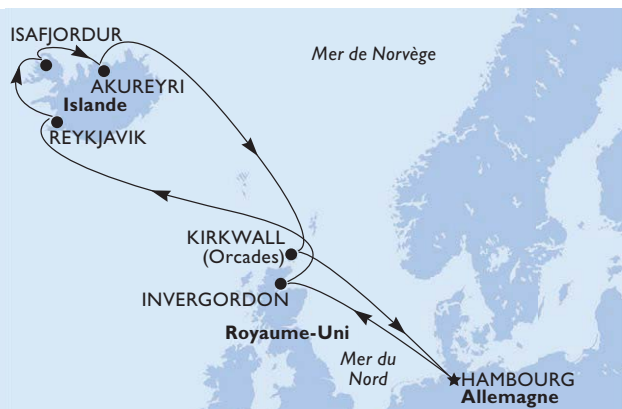 ISAFJORDUR
Mer de Norvège
AKUREYRI
Islande
REYKJAVIK
KIRKWALL
(Orcades)
INVERGORDON
Royaume-Uni
Mer du
Nord
HAMBOURG
Allemagne